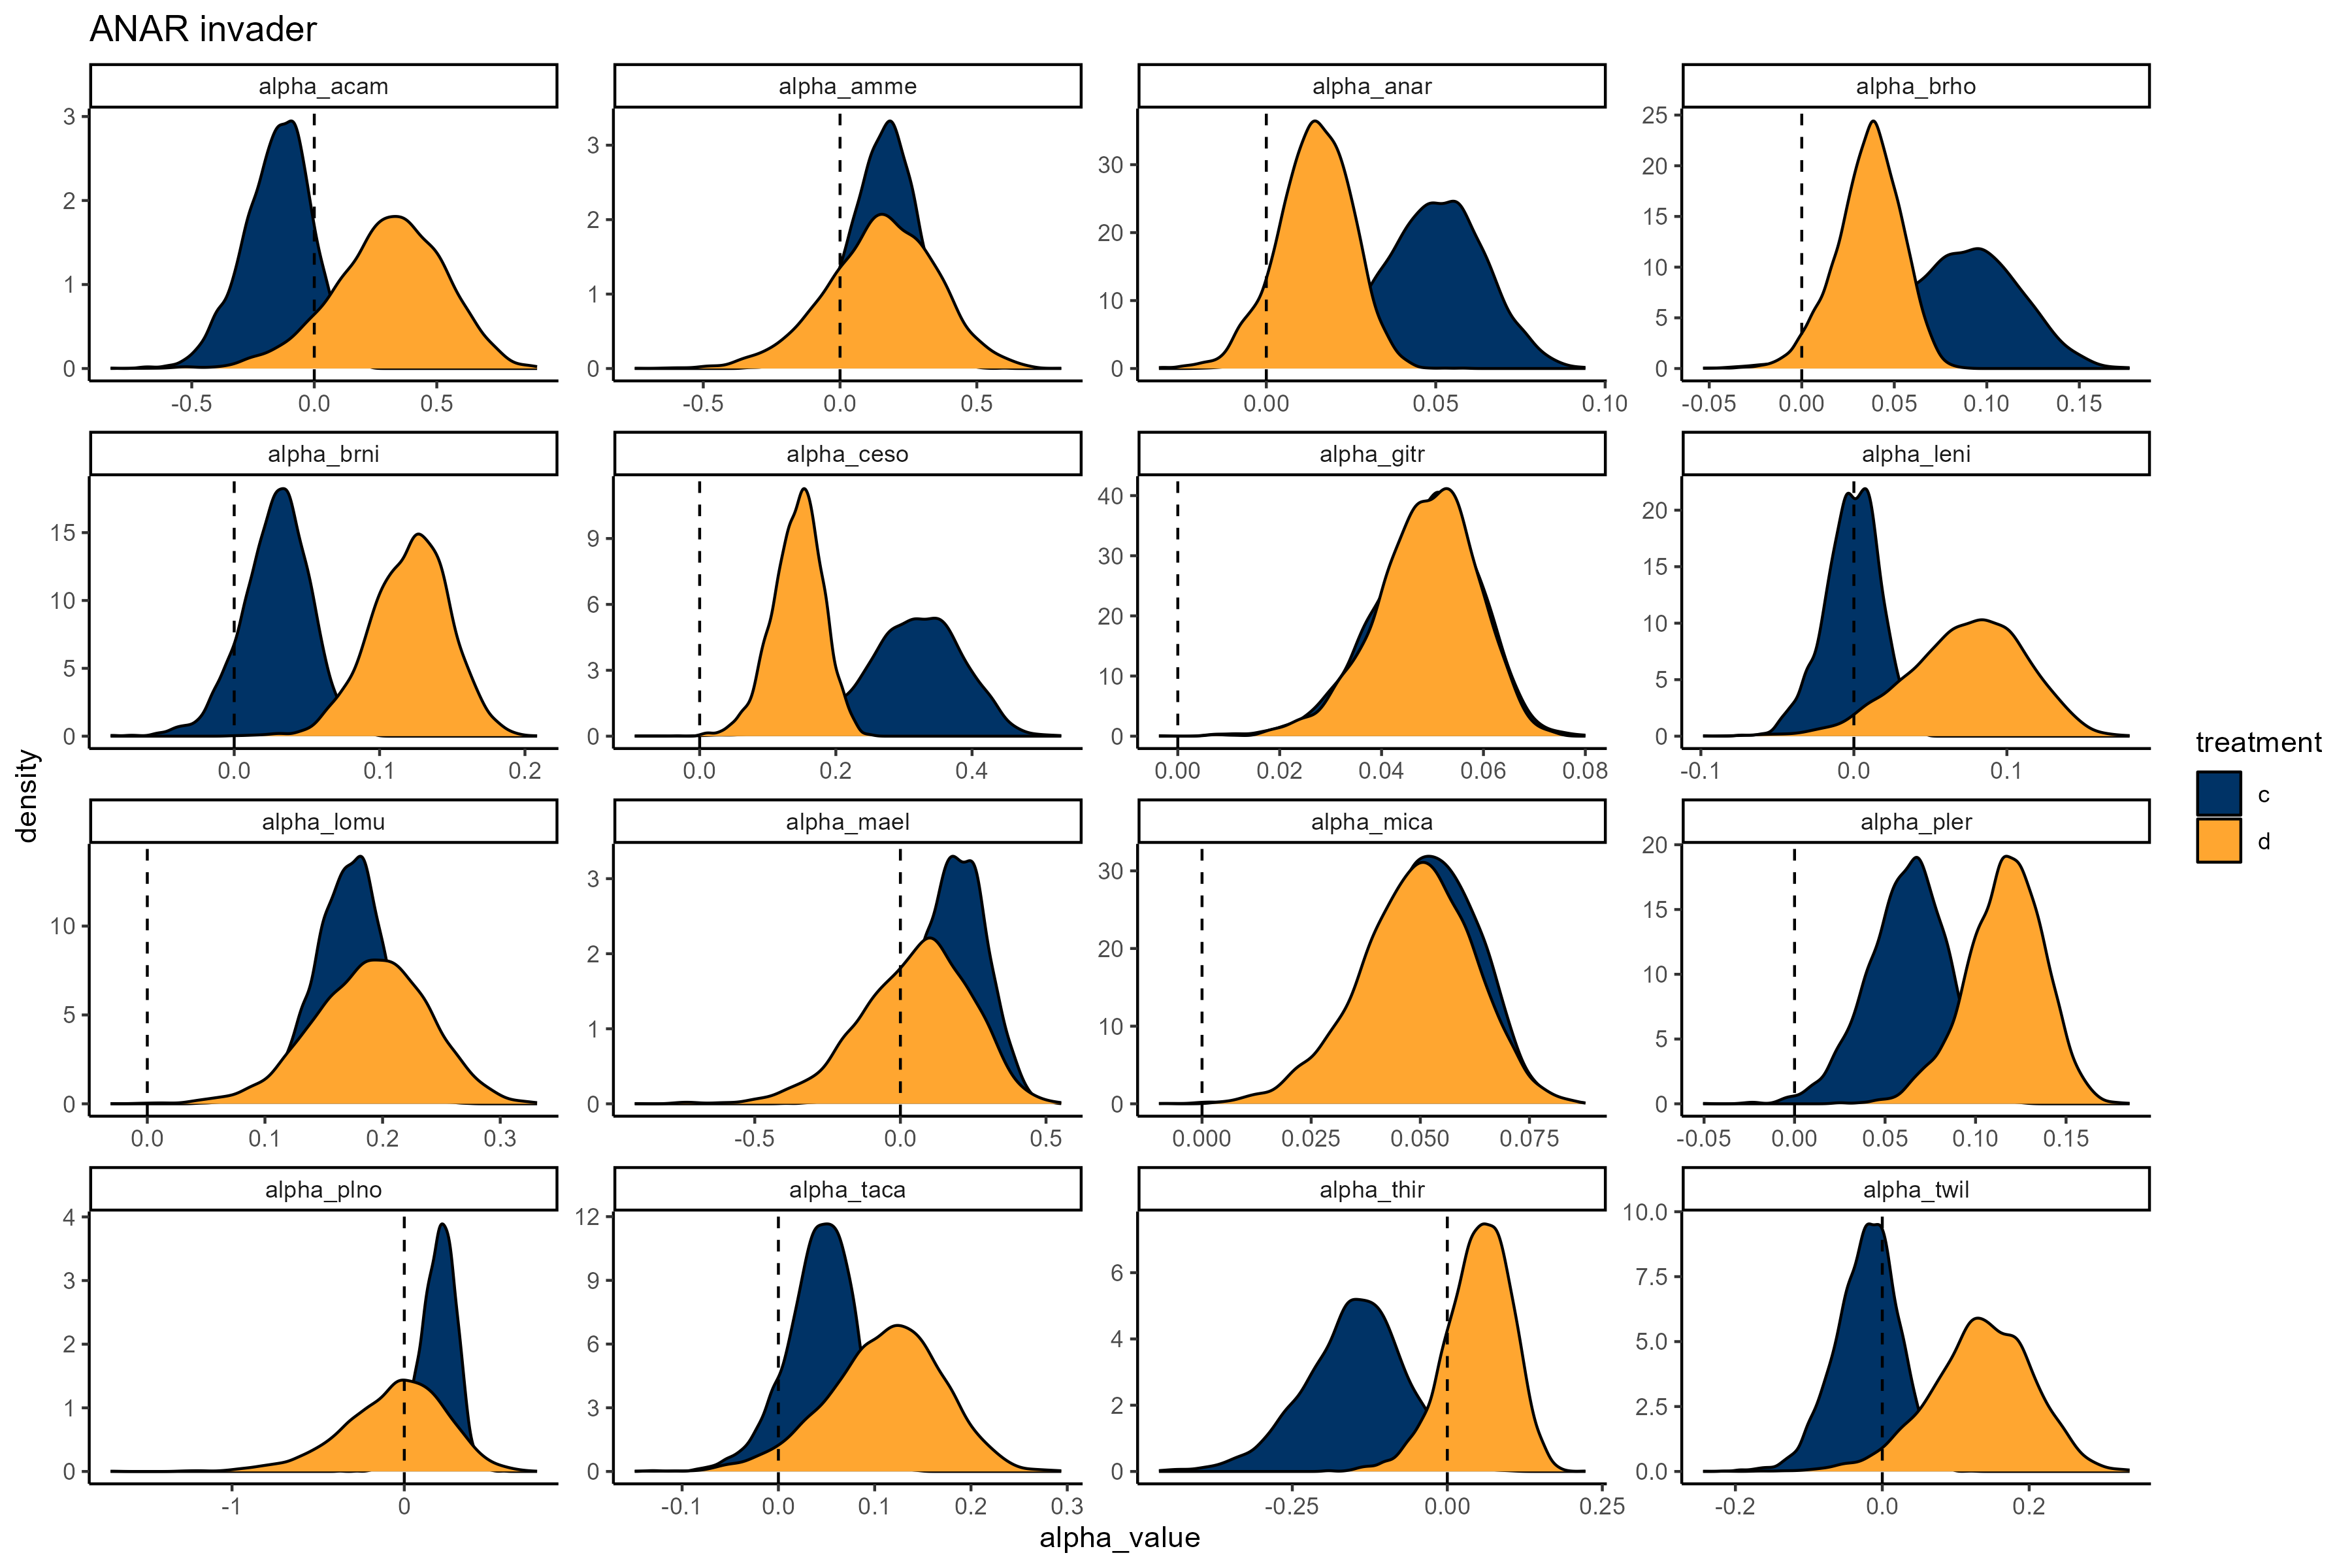 ANAR invader
alpha_acam
alpha_amme
alpha_anar
alpha_brho
3
2
1
0
-0.5 0.0 0.5
3
2
1
0
-0.5 0.0 0.5
30
20
10
0
0.00 0.05 0.10
25
20
15
10
5
0
-0.05 0.00 0.05 0.10 0.15
alpha_brni
alpha_ceso
alpha_gitr
alpha_leni
15
10
5
0
0.0 0.1 0.2
9
6
3
0
0.0 0.2 0.4
40
30
20
10
0
0.00 0.02 0.04 0.06 0.08
20
15
10
5
0
-0.1 0.0 0.1
alpha_lomu
alpha_mael
alpha_mica
alpha_pler
10
5
0
0.0 0.1 0.2 0.3
3
2
1
0
-0.5 0.0 0.5
30
20
10
0
0.000 0.025 0.050 0.075
20
15
10
5
0
-0.05 0.00 0.05 0.10 0.15
alpha_plno
alpha_taca
alpha_thir
alpha_twil
4
3
2
1
0
-1 0
12
9
6
3
0
-0.1 0.0 0.1 0.2 0.3
6
4
2
0
-0.25 0.00 0.25
10.0
7.5
5.0
2.5
0.0
-0.2 0.0 0.2
density
alpha_value
treatment
c
d